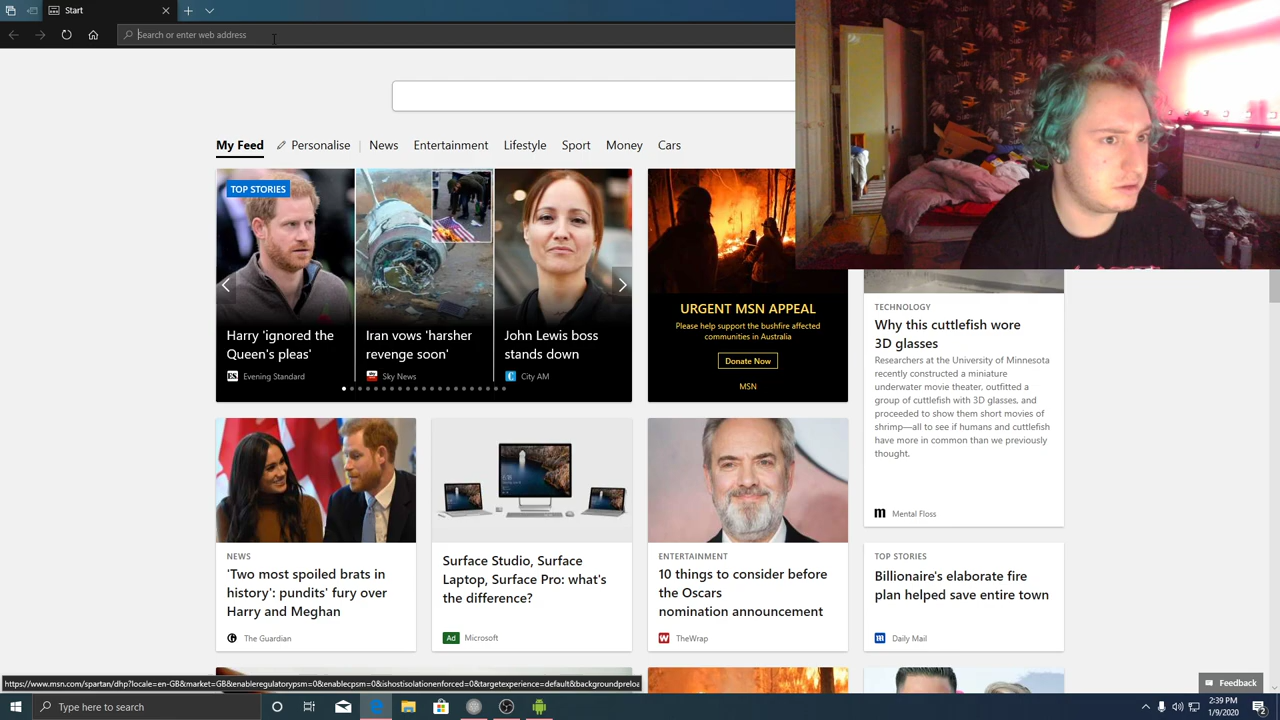 Start
Search or enter web address
My Feed
Personalise
News
Entertainment
Lifestyle
Sport
Money
Cars
TOP STORIES
Harry 'ignored the
Queen's pleas'
ES
Evening Standard
Iran vows 'harsher
revenge soon'
Sky News
John Lewis boss
stands down
City AM
URGENT MSN APPEAL
Please help support the bushfire affected
communities in Australia
Donate Now
MSN
TECHNOLOGY
Why this cuttlefish wore
3D glasses
Researchers at the University of Minnesota
recently constructed a miniature
underwater movie theater, outfitted a
group of cuttlefish with 3D glasses, and
proceeded to show them short movies of
shrimp—all to see if humans and cuttlefish
have more in common than we previously
thought.
Mental Floss
NEWS
'Two most spoiled brats in
history': pundits' fury over
Harry and Meghan
The Guardian
Surface Studio, Surface
Laptop, Surface Pro: what's
the difference?
Ad
Microsoft
ENTERTAINMENT
10 things to consider before
the Oscars
nomination announcement
TheWrap
TOP STORIES
Billionaire's elaborate fire
plan helped save entire town
Daily Mail
https://www.msn.com/spartan/dhp?locale=en-GB&market=GB&enableregulatorypsm=0&enablecpsm=0&ishostisolationenforced=0&targetexperience=default&backgroundpreloa
Feedback
Type here to search
2:39 PM
1/9/2020
2